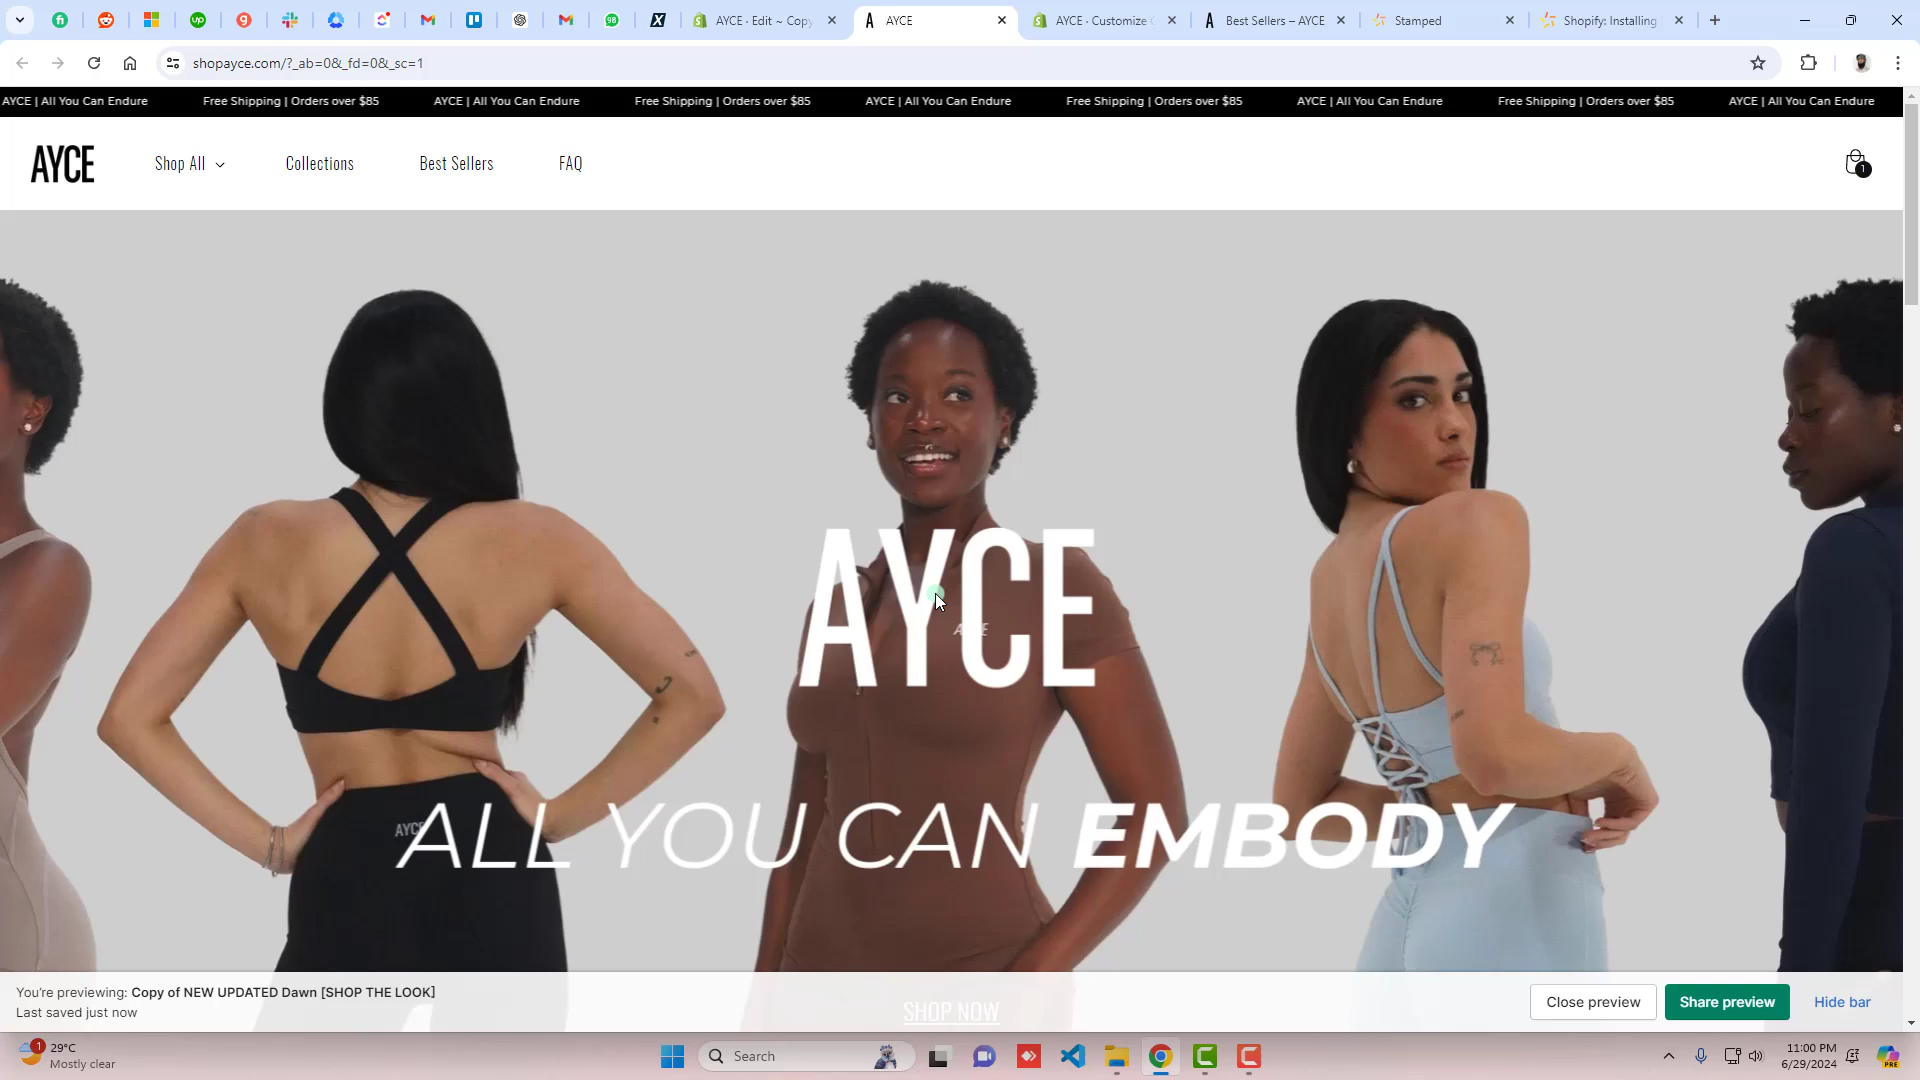 AYCE - Edit ~ Copy
AYCE
AYCE · Customize
Best Sellers – AYCE
Stamped
Shopify: Installing
shopayce.com/?_ab=0&_fd=0&_sc=1
AYCE | All You Can Endure Free Shipping | Orders over $85 AYCE | All You Can Endure Free Shipping | Orders over $85 AYCE | All You Can Endure Free Shipping | Orders over $85 AYCE | All You Can Endure Free Shipping | Orders over $85 AYCE | All You Can Endure
AYCE
Shop All
Collections
Best Sellers
FAQ
1
AYCE
ALL YOU CAN EMBODY
AYCE
SHOP NOW
You're previewing: Copy of NEW UPDATED Dawn [SHOP THE LOOK]
Last saved just now
Close preview
Share preview
Hide bar
1
29°C
Mostly clear
Search
11:00 PM
6/29/2024
PRE